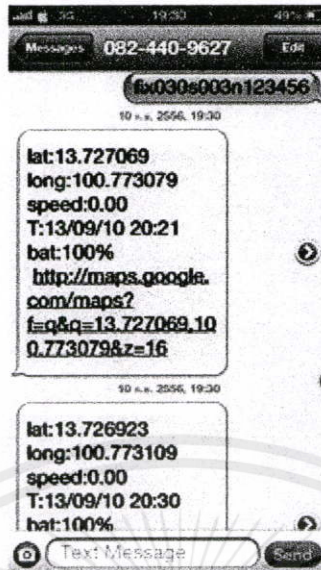 3G 19:30 49%
Messages 082-440-9627 Edit
fix030s003n123456
10 ก.ย. 2556, 19:30
lat:13.727069
long:100.773079
speed:0.00
T:13/09/10 20:21
bat:100%
http://maps.google.
com/maps?
f=q&q=13.727069,10
0.773079&z=16
10 ก.ย. 2556, 19:30
lat:13.726923
long:100.773109
speed:0.00
T:13/09/10 20:30
bat:100%
Text Message Send